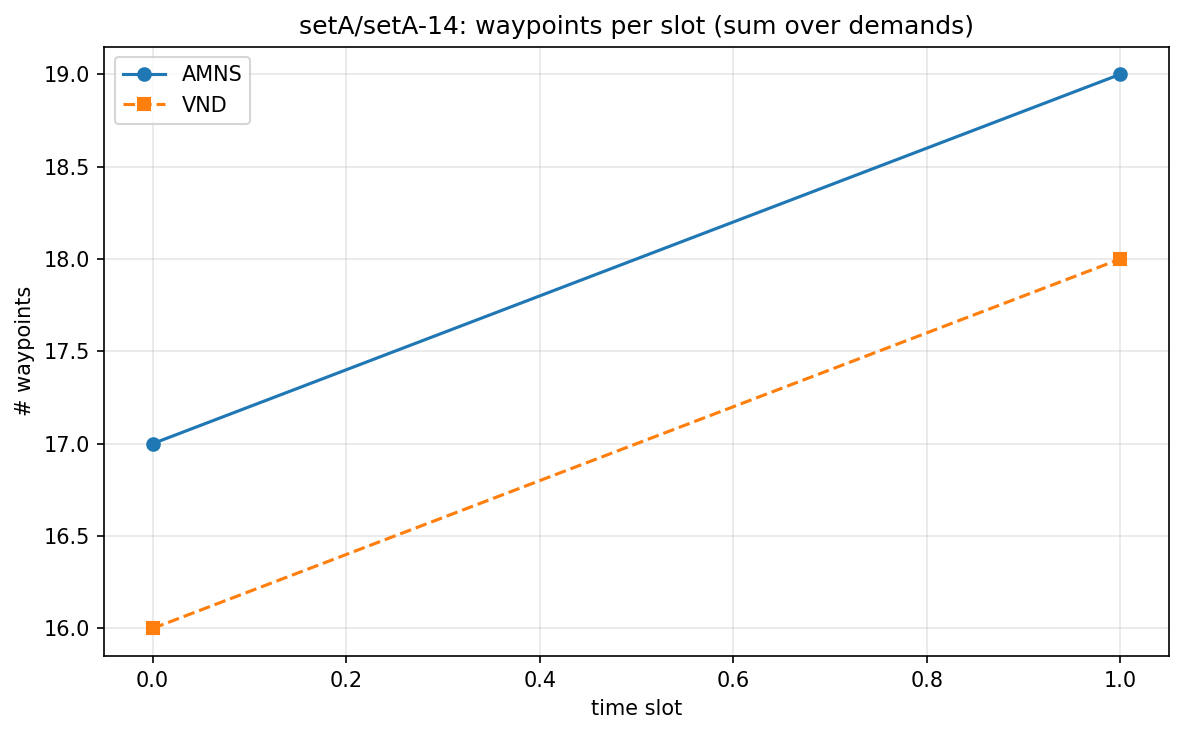 setA/setA-14: waypoints per slot (sum over demands)
AMNS
VND
# waypoints
19.0
18.5
18.0
17.5
17.0
16.5
16.0
0.0 0.2 0.4 0.6 0.8 1.0
time slot